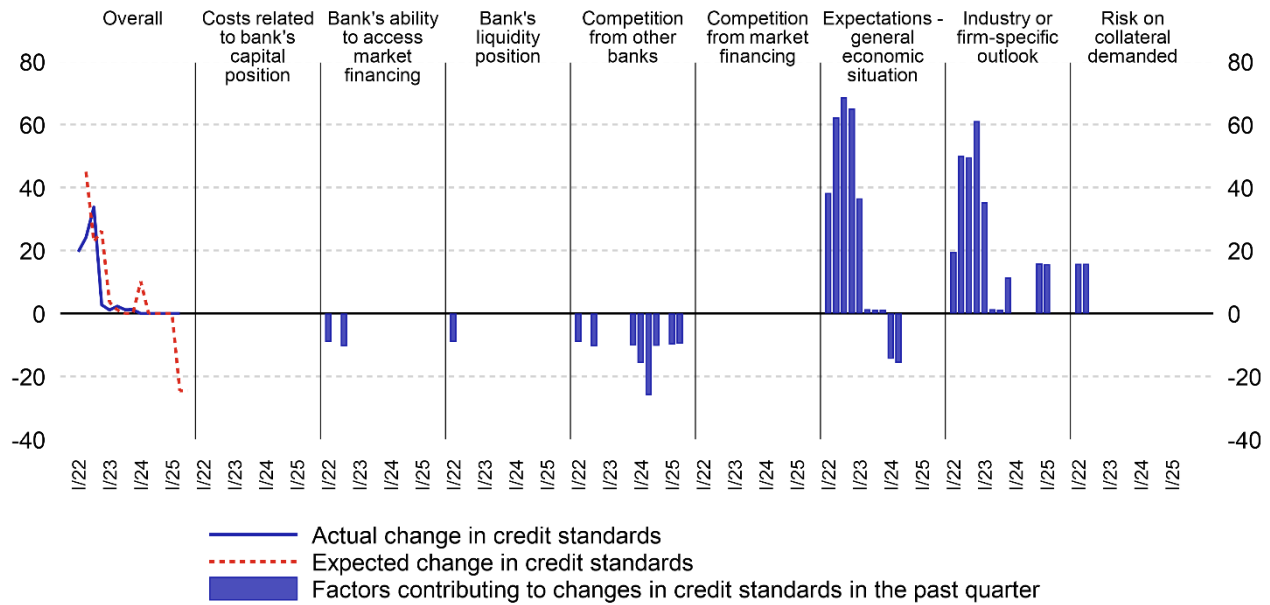 Overall
Costs related
to bank's
capital
position
Bank's ability
to access
market
financing
Bank's
liquidity
position
Competition
from other
banks
Competition
from market
financing
Expectations -
general
economic
situation
Industry or
firm-specific
outlook
Risk on
collateral
demanded
80
60
40
20
0
-20
-40
80
60
40
20
0
-20
-40
I/22
I/23
I/24
I/25
I/22
I/23
I/24
I/25
I/22
I/23
I/24
I/25
I/22
I/23
I/24
I/25
I/22
I/23
I/24
I/25
I/22
I/23
I/24
I/25
I/22
I/23
I/24
I/25
I/22
I/23
I/24
I/25
I/22
I/23
I/24
I/25
Actual change in credit standards
Expected change in credit standards
Factors contributing to changes in credit standards in the past quarter